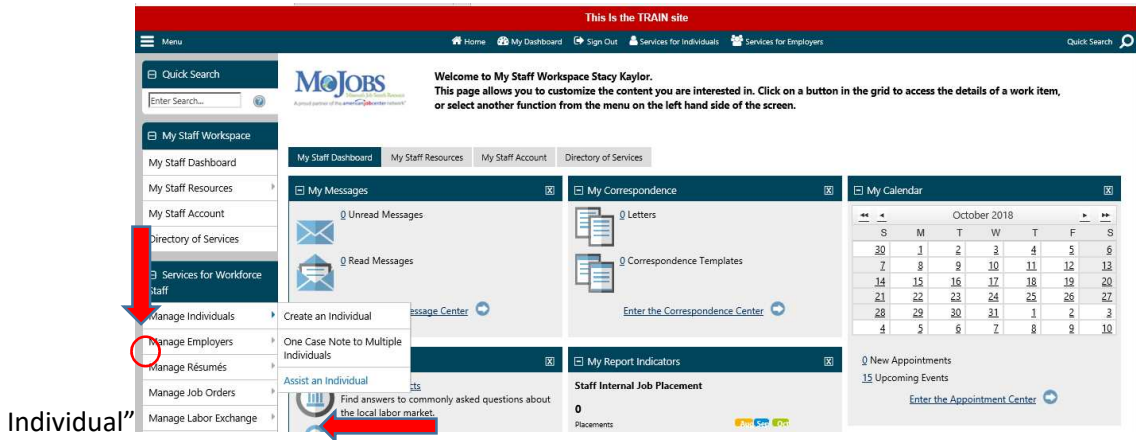 This Is the TRAIN site
Menu
Home My Dashboard Sign Out Services for Individuals Services for Employers
Quick Search
Quick Search
Enter Search...
MoJOBS
Welcome to My Staff Workspace Stacy Kaylor.
This page allows you to customize the content you are interested in. Click on a button in the grid to access the details of a work item,
or select another function from the menu on the left hand side of the screen.
My Staff Workspace
My Staff Dashboard
My Staff Resources
My Staff Account
Directory of Services
My Staff Dashboard My Staff Resources My Staff Account Directory of Services
My Messages
0 Unread Messages
0 Read Messages
essage Center
My Correspondence
0 Letters
0 Correspondence Templates
Enter the Correspondence Center
My Calendar
October 2018
S M T W T F S
30 1 2 3 4 5 6
7 8 9 10 11 12 13
14 15 16 17 18 19 20
21 22 23 24 25 26 27
28 29 30 31 1 2 3
4 5 6 7 8 9 10
0 New Appointments
15 Upcoming Events
Enter the Appointment Center
Services for Workforce
Staff
Manage Individuals
Manage Employers
Manage Résumés
Manage Job Orders
Manage Labor Exchange
Create an Individual
One Case Note to Multiple
Individuals
Assist an Individual
Find answers to commonly asked questions about
the local labor market.
My Report Indicators
Staff Internal Job Placement
0
Placements
Aug Sep Oct
Individual”